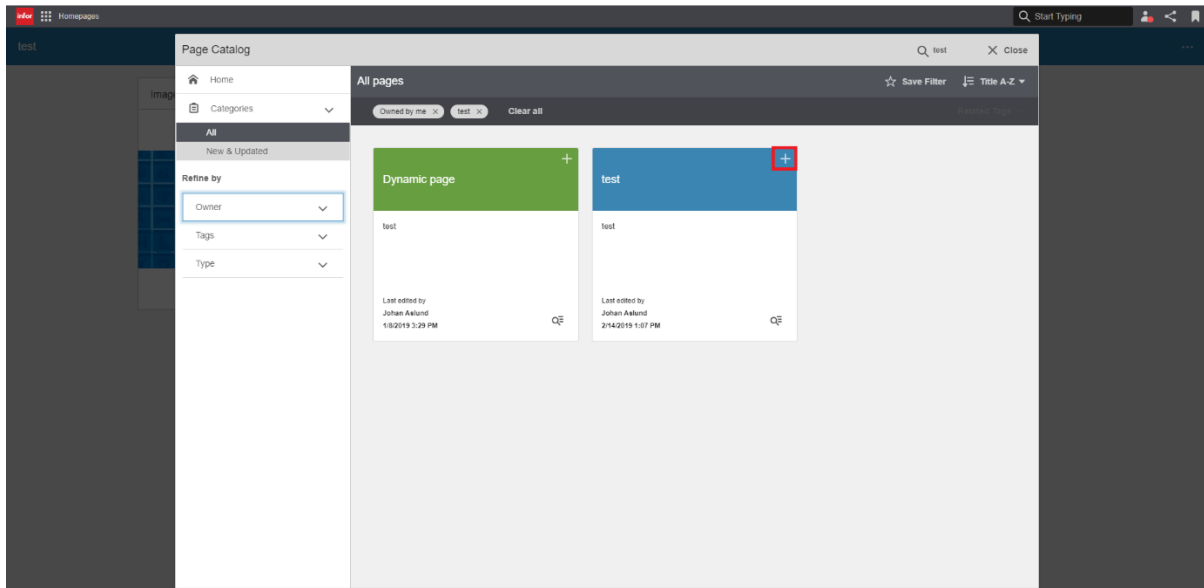 infor Homepages Start Typing
test
Page Catalog test Close
Home
Categories
All
New & Updated
Refine by
Owner
Tags
Type
Image
All pages Save Filter Title A-Z
Owned by me test Clear all Related Tags
Dynamic page
test
Last edited by
Johan Aslund
1/8/2019 3:29 PM
test
test
Last edited by
Johan Aslund
2/14/2019 1:07 PM